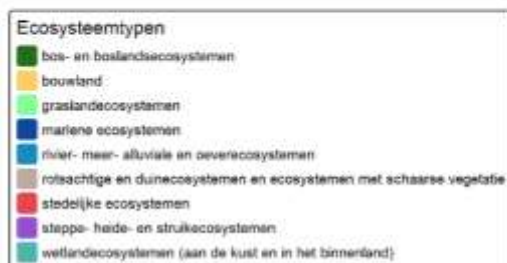 Ecosysteemtypen
bos- en boslandsecosystemen
bouwland
graslandecosystemen
mariene ecosystemen
rivier- meer- alluviale en oeverecosystemen
rotsachtige en duinecosystemen en ecosystemen met schaarse vegetatie
stedelijke ecosystemen
steppe- heide- en struikecosystemen
wetlandecosystemen (aan de kust en in het binnenland)